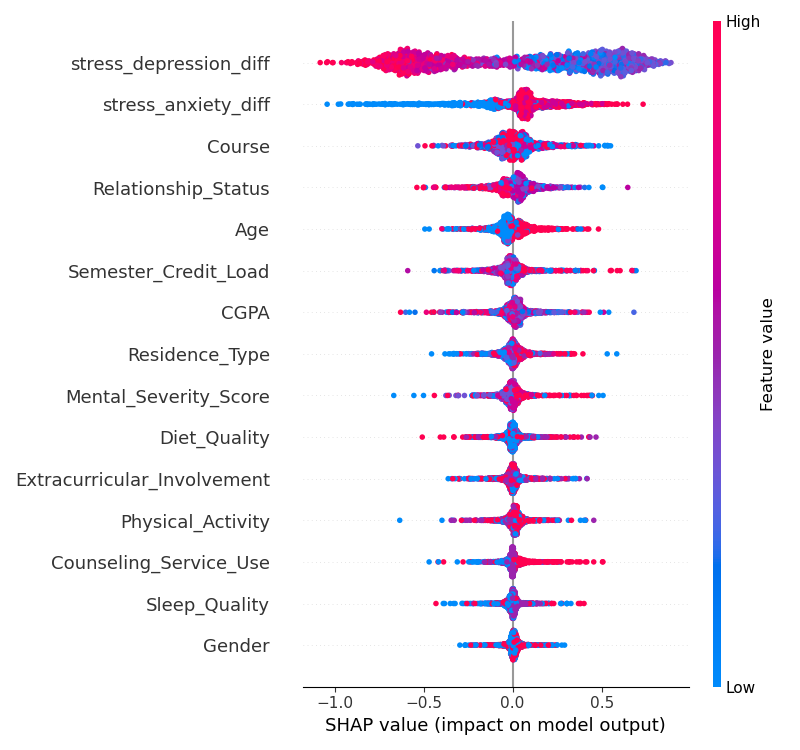 High
stress_depression_diff
stress_anxiety_diff
Course
Relationship_Status
Age
Semester_Credit_Load
CGPA
Residence_Type
Mental_Severity_Score
Diet_Quality
Extracurricular_Involvement
Physical_Activity
Counseling_Service_Use
Sleep_Quality
Gender
Feature value
Low
−1.0 −0.5 0.0 0.5
SHAP value (impact on model output)